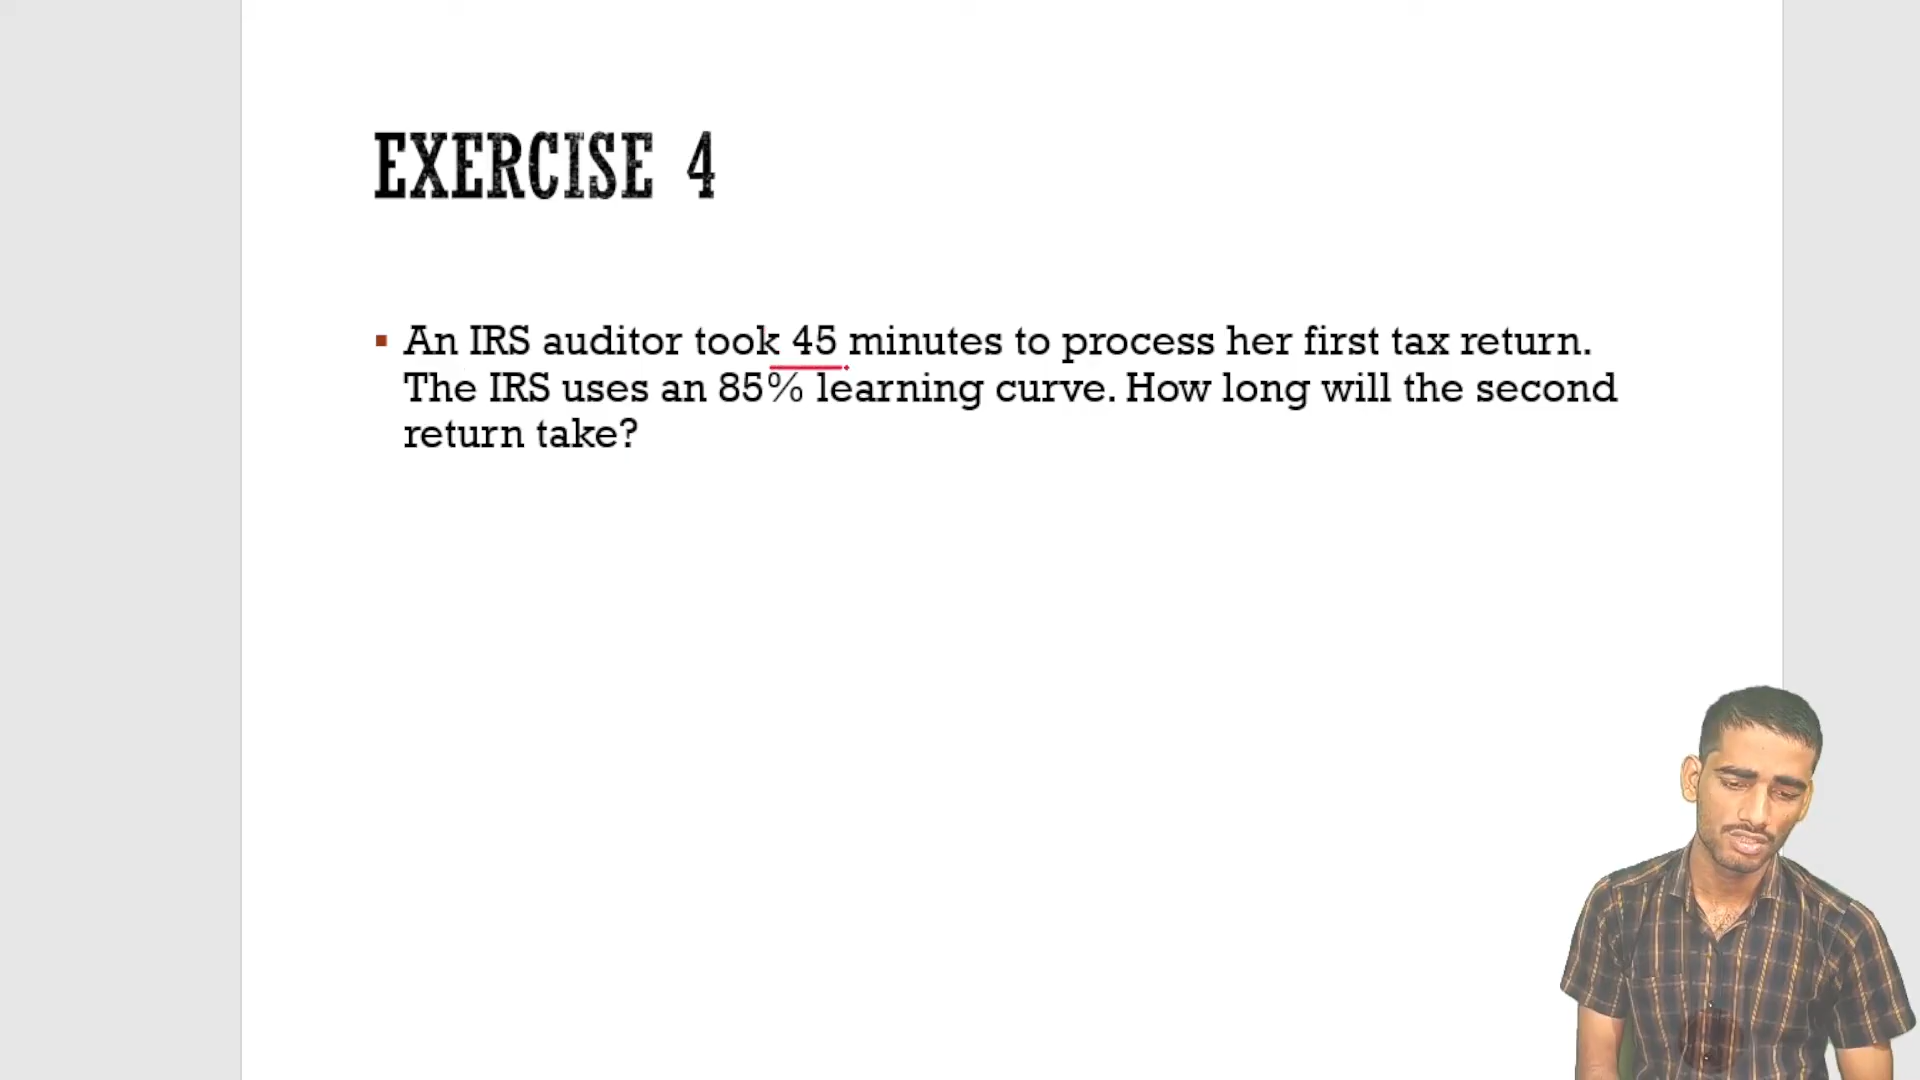 EXERCISE 4
▪ An IRS auditor took 45 minutes to process her first tax return.
The IRS uses an 85% learning curve. How long will the second
return take?